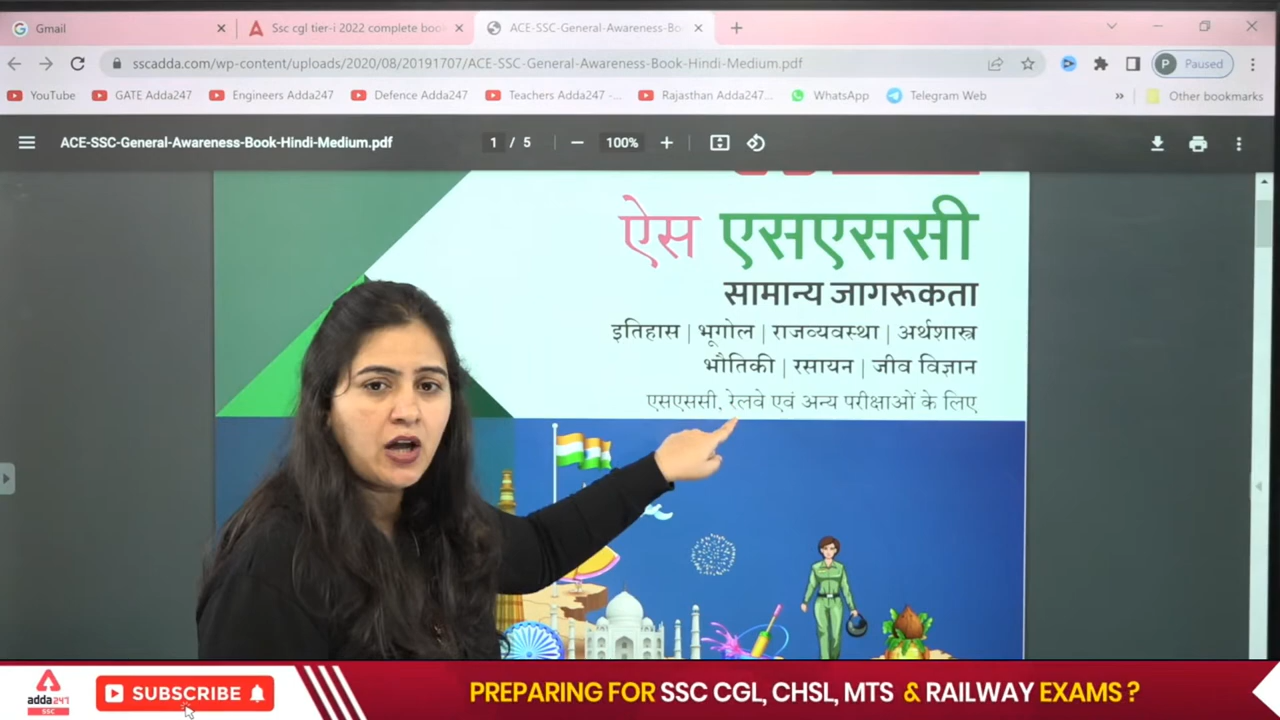 Gmail
Ssc cgl tier-i 2022 complete boo
ACE-SSC-General-Awareness-Bo
sscadda.com/wp-content/uploads/2020/08/20191707/ACE-SSC-General-Awareness-Book-Hindi-Medium.pdf
P Paused
YouTube
GATE Adda247
Engineers Adda247
Defence Adda247
Teachers Adda247 -...
Rajasthan Adda247...
WhatsApp
Telegram Web
»
Other bookmarks
ACE-SSC-General-Awareness-Book-Hindi-Medium.pdf
1 / 5
100%
ऐस एसएससी
सामान्य जागरूकता
इतिहास | भूगोल | राजव्यवस्था | अर्थशास्त्र
भौतिकी | रसायन | जीव विज्ञान
एसएससी, रेलवे एवं अन्य परीक्षाओं के लिए
adda247
SSC
SUBSCRIBE
PREPARING FOR SSC CGL, CHSL, MTS & RAILWAY EXAMS ?